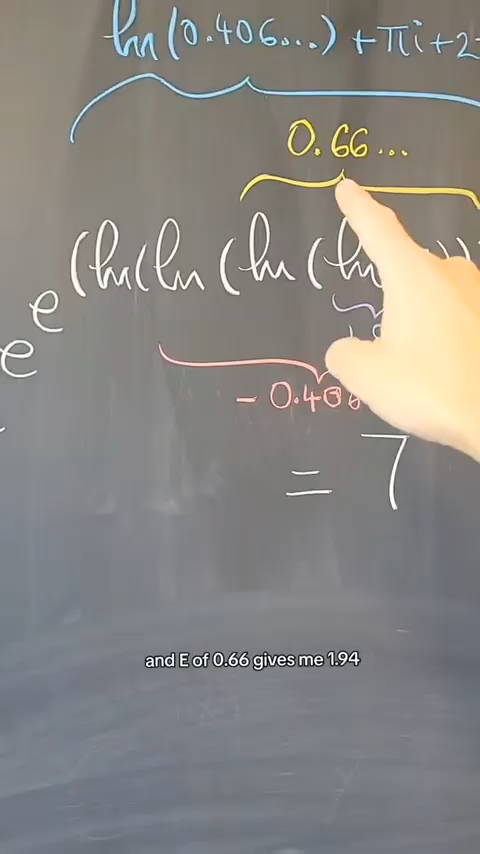 ln(0.406...) + πi + 2
0.66...
e e (ln(ln(ln(ln
- 0.406
= 7
and E of 0.66 gives me 1.94